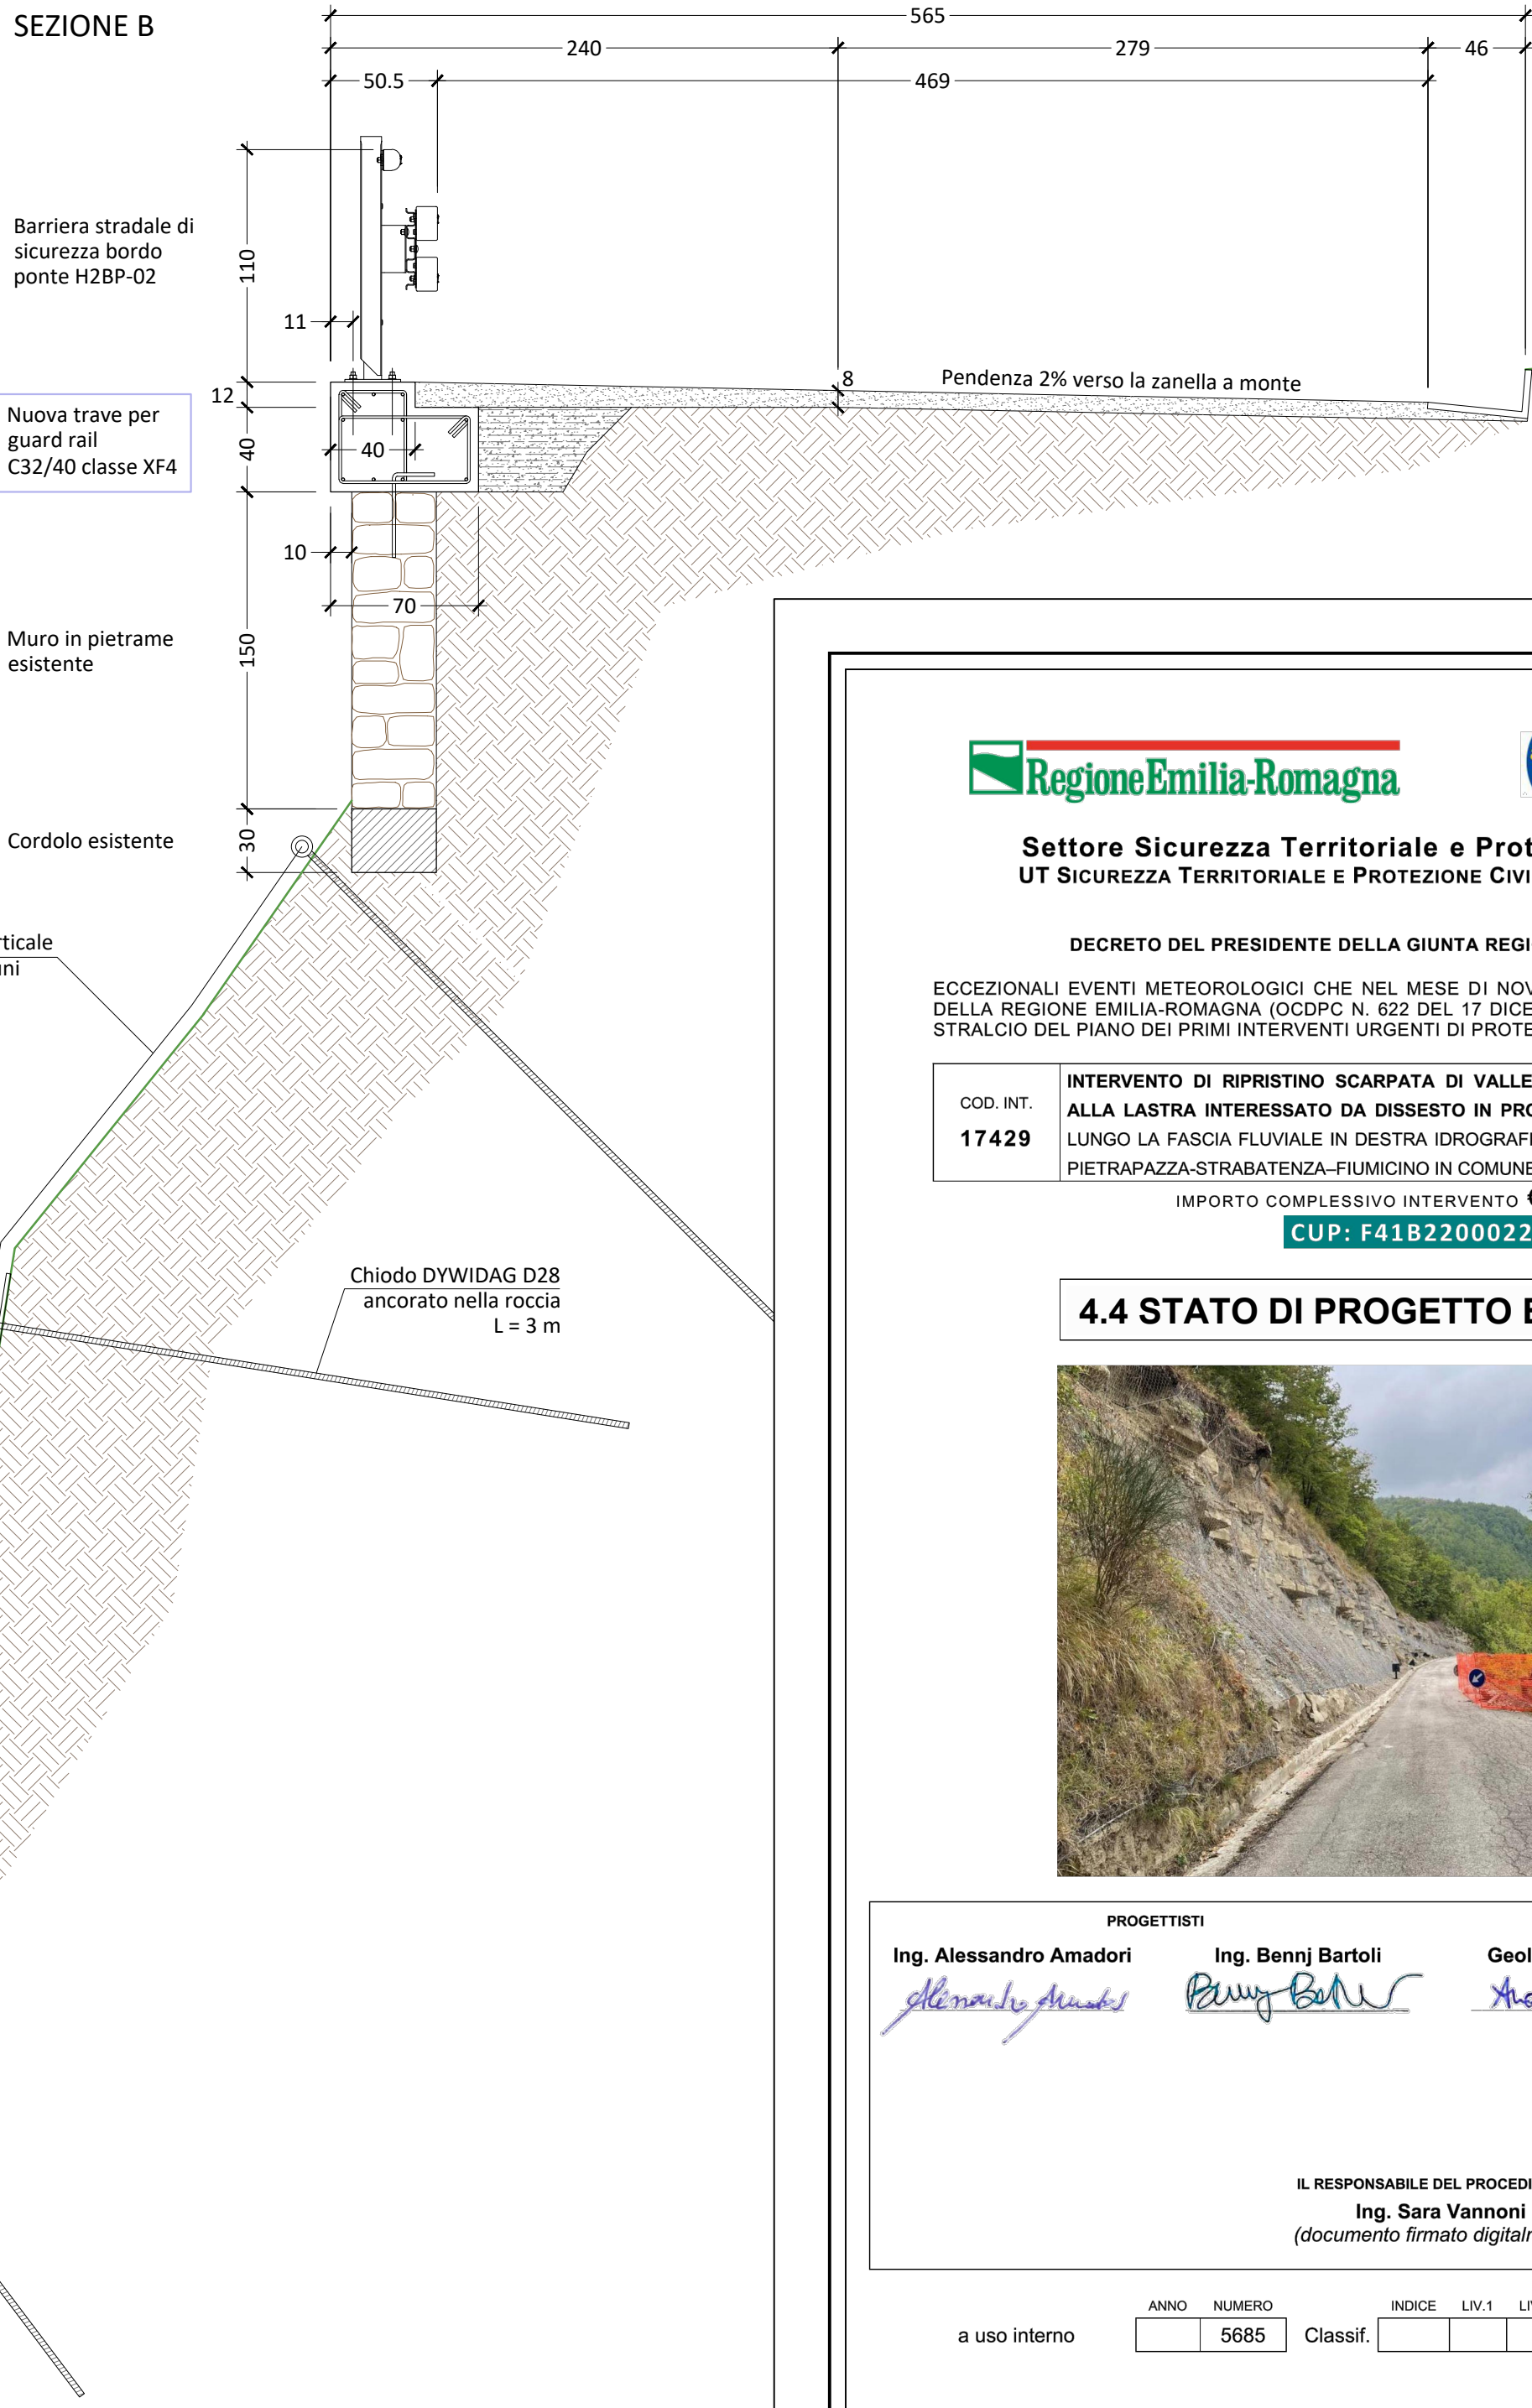 SEZIONE B
565
240
279
46
50.5
469
Barriera stradale di
sicurezza bordo
ponte H2BP-02
110
11
12
8
Pendenza 2% verso la zanella a monte
Nuova trave per
guard rail
C32/40 classe XF4
40
40
10
70
Muro in pietrame
esistente
150
Cordolo esistente
30
rticale
uni
Chiodo DYWIDAG D28
ancorato nella roccia
L = 3 m
RegioneEmilia-Romagna
Settore Sicurezza Territoriale e Prot
UT SICUREZZA TERRITORIALE E PROTEZIONE CIVI
DECRETO DEL PRESIDENTE DELLA GIUNTA REGI
ECCEZIONALI EVENTI METEOROLOGICI CHE NEL MESE DI NOV
DELLA REGIONE EMILIA-ROMAGNA (OCDPC N. 622 DEL 17 DICE
STRALCIO DEL PIANO DEI PRIMI INTERVENTI URGENTI DI PROTE
COD. INT.
17429
INTERVENTO DI RIPRISTINO SCARPATA DI VALLE
ALLA LASTRA INTERESSATO DA DISSESTO IN PRO
LUNGO LA FASCIA FLUVIALE IN DESTRA IDROGRAFI
PIETRAPAZZA-STRABATENZA–FIUMICINO IN COMUNE
IMPORTO COMPLESSIVO INTERVENTO €
CUP: F41B2200022
4.4 STATO DI PROGETTO E
PROGETTISTI
Ing. Alessandro Amadori
Ing. Bennj Bartoli
Geol
IL RESPONSABILE DEL PROCEDI
Ing. Sara Vannoni
(documento firmato digitaln
ANNO NUMERO INDICE LIV.1 LIV
a uso interno 5685 Classif.